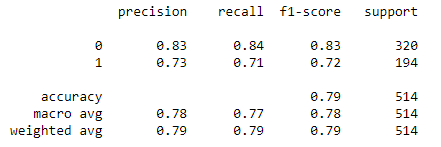 precision recall f1-score support
0 0.83 0.84 0.83 320
1 0.73 0.71 0.72 194
accuracy 0.79 514
macro avg 0.78 0.77 0.78 514
weighted avg 0.79 0.79 0.79 514